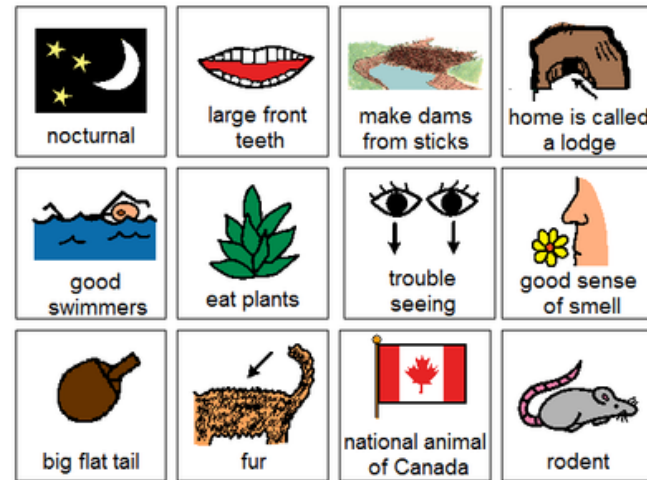 nocturnal
large front
teeth
make dams
from sticks
home is called
a lodge
good
swimmers
eat plants
trouble
seeing
good sense
of smell
big flat tail
fur
national animal
of Canada
rodent